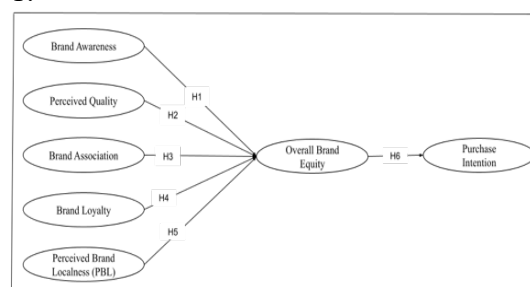 Brand Awareness
H1
Perceived Quality
H2
Brand Association
H3
Overall Brand
Equity
H6
Purchase
Intention
Brand Loyalty
H4
H5
Perceived Brand
Localness (PBL)